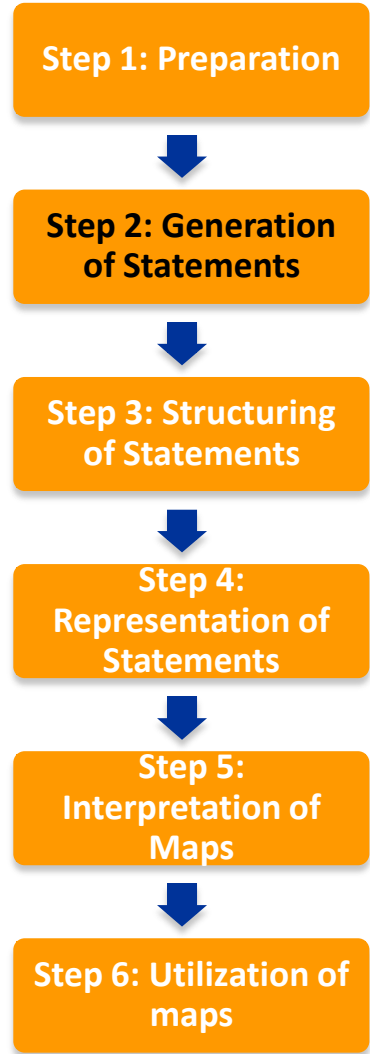 Step 1: Preparation
Step 2: Generation
of Statements
Step 3: Structuring
of Statements
Step 4:
Representation of
Statements
Step 5:
Interpretation of
Maps
Step 6: Utilization of
maps